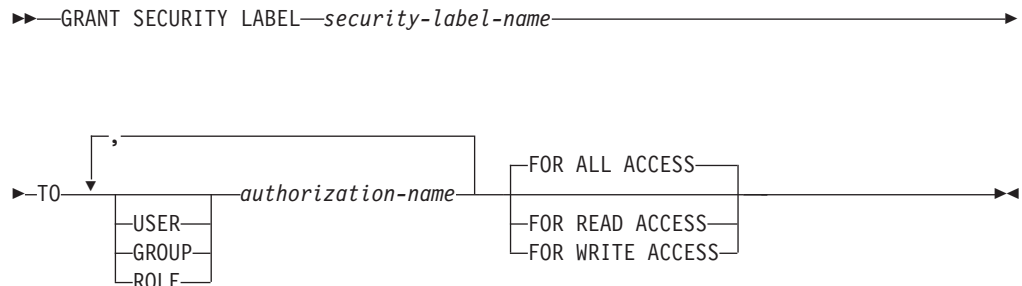 GRANT SECURITY LABEL security-label-name
,
TO authorization-name FOR ALL ACCESS
USER FOR READ ACCESS
GROUP FOR WRITE ACCESS
ROLE